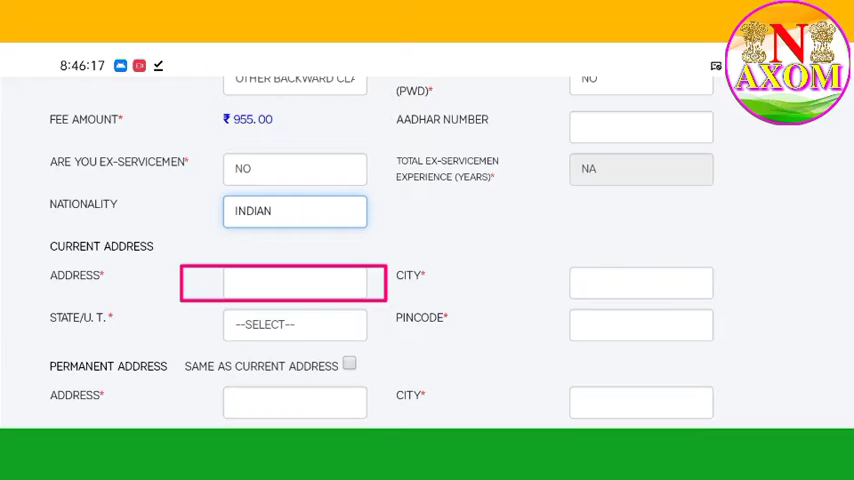 N
AXOM
8:46:17
OTHER BACKWARD CLA
(PWD)*
NO
FEE AMOUNT*
₹ 955.00
AADHAR NUMBER
ARE YOU EX-SERVICEMEN*
NO
TOTAL EX-SERVICEMEN
EXPERIENCE (YEARS)*
NA
NATIONALITY
INDIAN
CURRENT ADDRESS
ADDRESS*
CITY*
STATE/U. T. *
--SELECT--
PINCODE*
PERMANENT ADDRESS
SAME AS CURRENT ADDRESS
ADDRESS*
CITY*